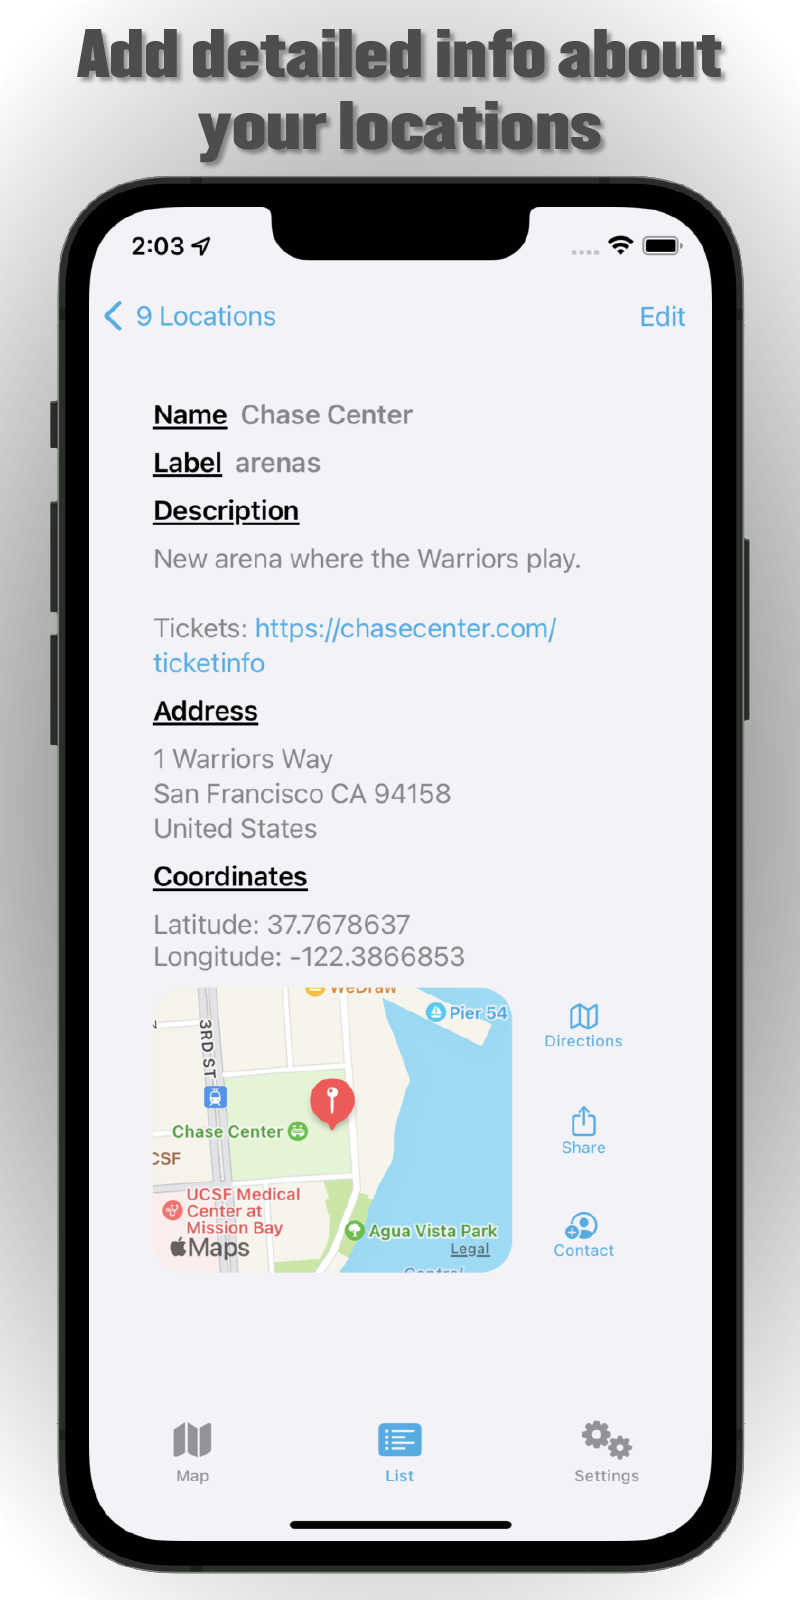 Add detailed info about
your locations
2:03
9 Locations
Edit
Name Chase Center
Label arenas
Description
New arena where the Warriors play.
Tickets: https://chasecenter.com/
ticketinfo
Address
1 Warriors Way
San Francisco CA 94158
United States
Coordinates
Latitude: 37.7678637
Longitude: -122.3866853
WeDraw
Pier 54
3RD ST
Chase Center
CSF
UCSF Medical
Center at
Mission Bay
Maps
Agua Vista Park
Legal
Central
Directions
Share
Contact
Map
List
Settings